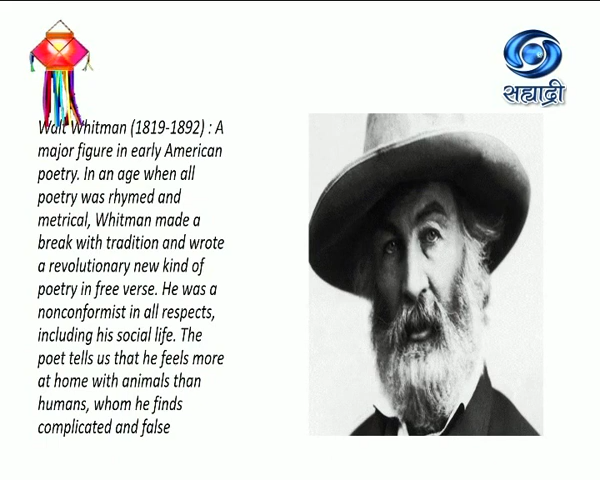 सह्याद्री
Walt Whitman (1819-1892) : A
major figure in early American
poetry. In an age when all
poetry was rhymed and
metrical, Whitman made a
break with tradition and wrote
a revolutionary new kind of
poetry in free verse. He was a
nonconformist in all respects,
including his social life. The
poet tells us that he feels more
at home with animals than
humans, whom he finds
complicated and false